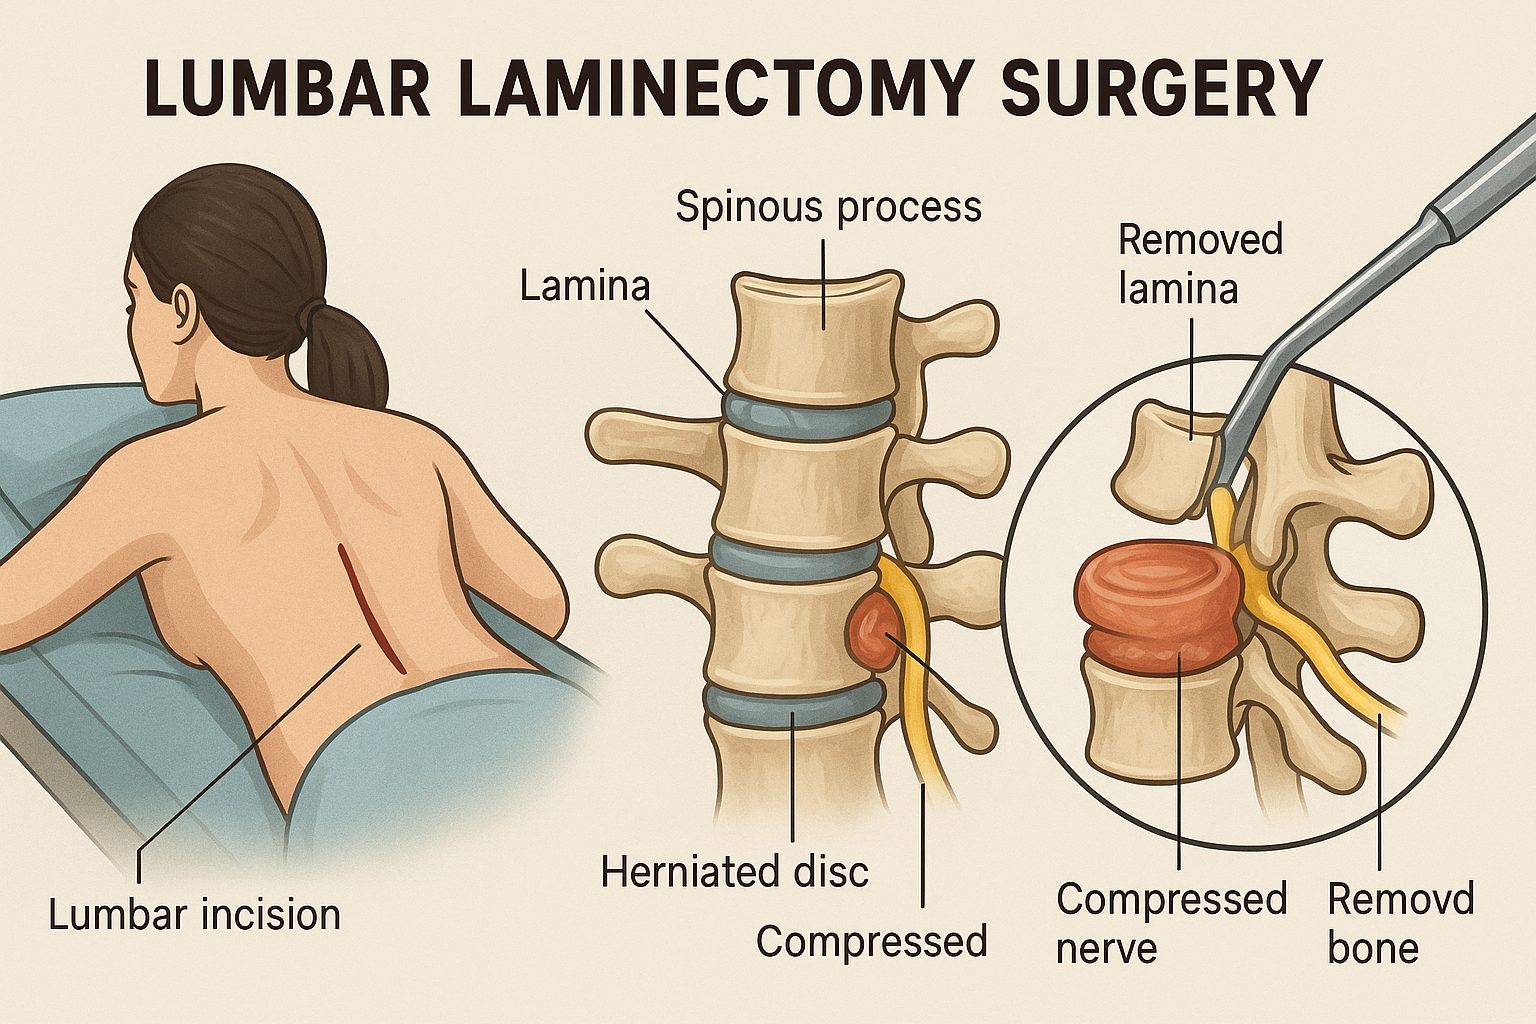 LUMBAR LAMINECTOMY SURGERY
Spinous process
Lamina
Removed
lamina
Lumbar incision
Herniated disc
Compressed
Compressed
nerve
Removd
bone